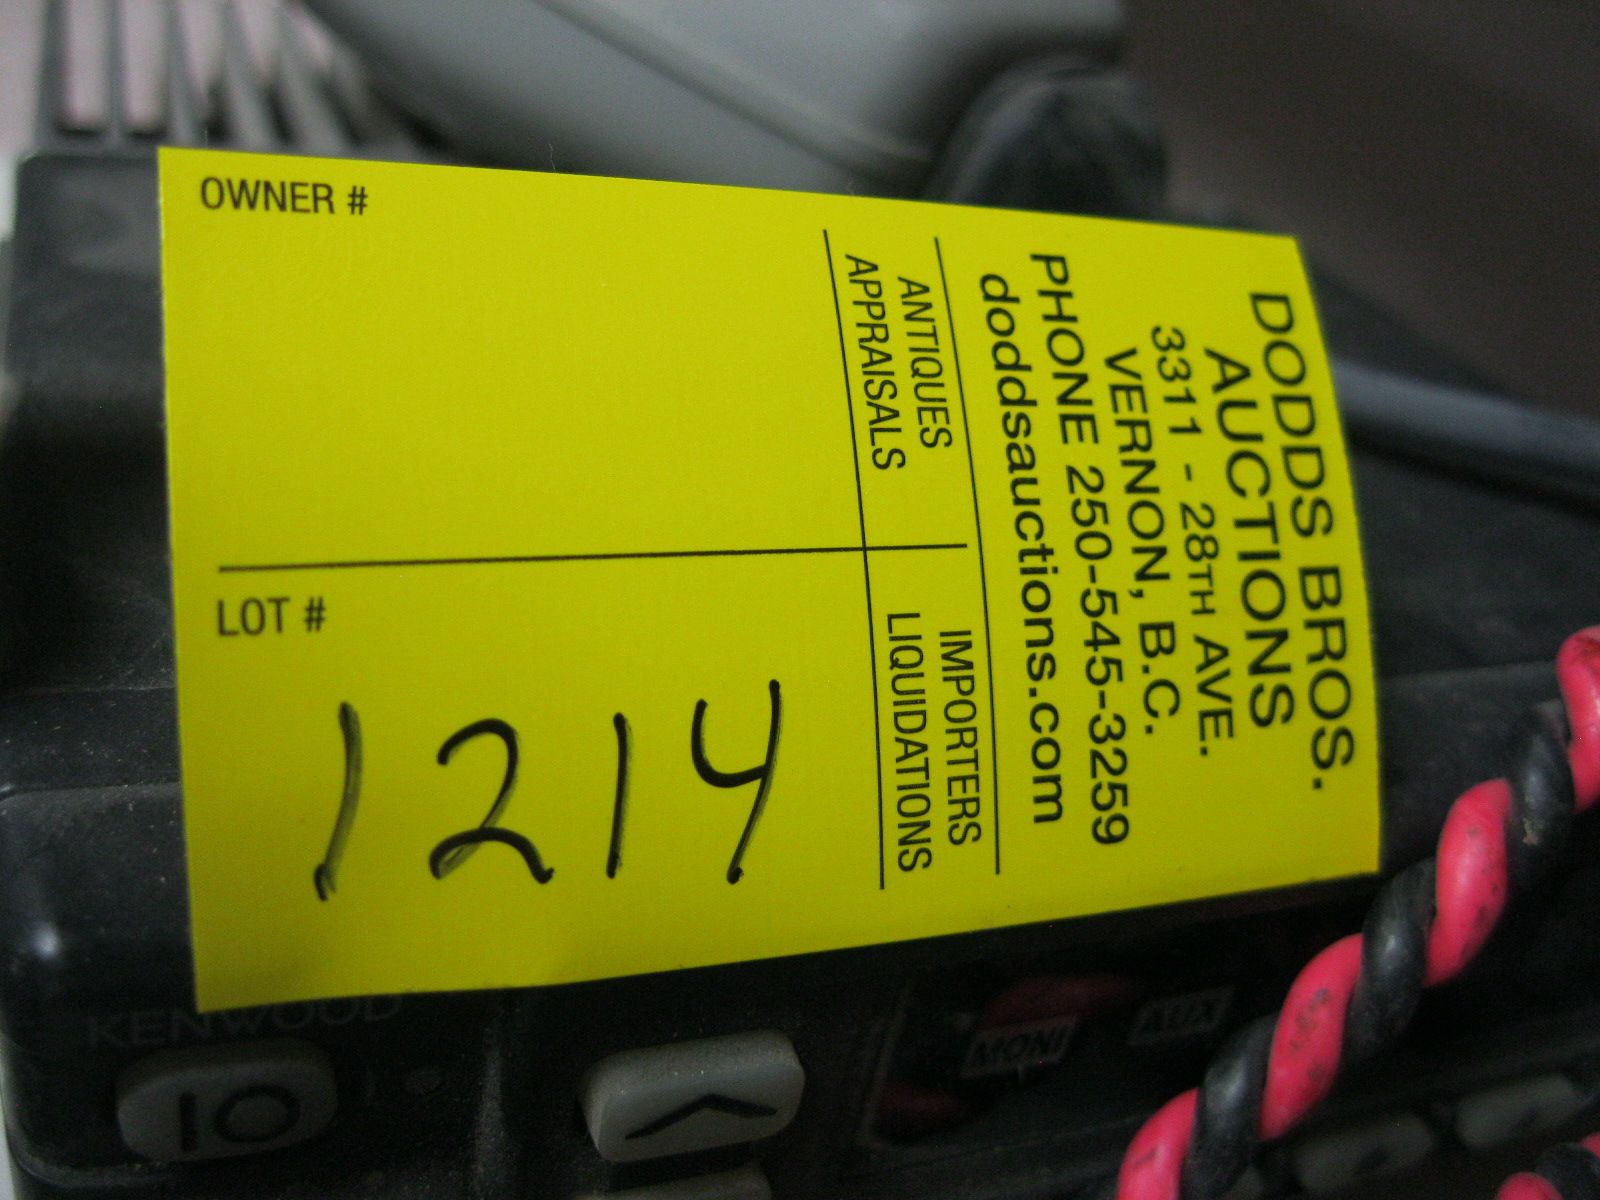 DODDS BROS.
AUCTIONS
3311 - 28TH AVE.
VERNON, B.C.
PHONE 250-545-3259
doddsauctions.com
ANTIQUES
APPRAISALS
IMPORTERS
LIQUIDATIONS
OWNER #
LOT #
1214
KENWOOD
MONI
AUX